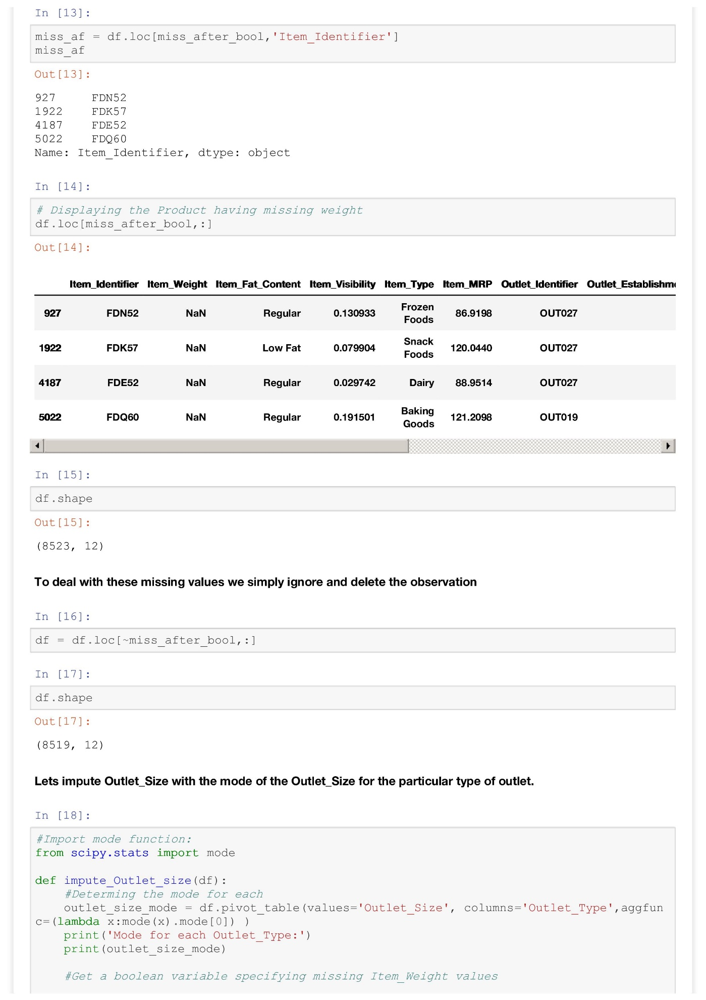 In [13]:
miss_af = df.loc[miss_after_bool,'Item_Identifier']
miss_af
Out[13]:
927     FDN52
1922    FDK57
4187    FDE52
5022    FDQ60
Name: Item_Identifier, dtype: object
In [14]:
# Displaying the Product having missing weight
df.loc[miss_after_bool,:]
Out[14]:
Item_Identifier Item_Weight Item_Fat_Content Item_Visibility Item_Type Item_MRP Outlet_Identifier Outlet_Establishm
927 FDN52 NaN Regular 0.130933 Frozen Foods 86.9198 OUT027
1922 FDK57 NaN Low Fat 0.079904 Snack Foods 120.0440 OUT027
4187 FDE52 NaN Regular 0.029742 Dairy 88.9514 OUT027
5022 FDQ60 NaN Regular 0.191501 Baking Goods 121.2098 OUT019
In [15]:
df.shape
Out[15]:
(8523, 12)
To deal with these missing values we simply ignore and delete the observation
In [16]:
df = df.loc[~miss_after_bool,:]
In [17]:
df.shape
Out[17]:
(8519, 12)
Lets impute Outlet_Size with the mode of the Outlet_Size for the particular type of outlet.
In [18]:
#Import mode function:
from scipy.stats import mode
def impute_Outlet_size(df):
    #Determing the mode for each
    outlet_size_mode = df.pivot_table(values='Outlet_Size', columns='Outlet_Type',aggfun
c=(lambda x:mode(x).mode[0]) )
    print('Mode for each Outlet_Type:')
    print(outlet_size_mode)
    #Get a boolean variable specifying missing Item_Weight values